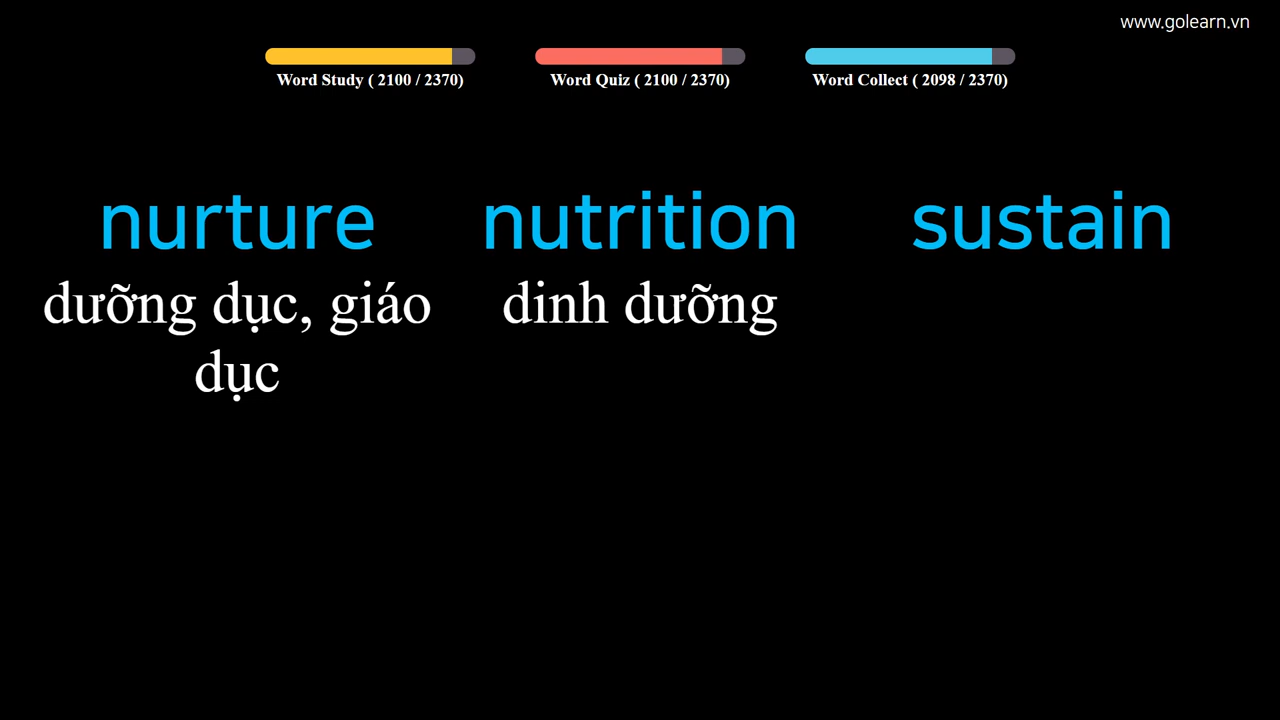 www.golearn.vn
Word Study ( 2100 / 2370)
Word Quiz ( 2100 / 2370)
Word Collect ( 2098 / 2370)
nurture
dưỡng dục, giáo
dục
nutrition
dinh dưỡng
sustain